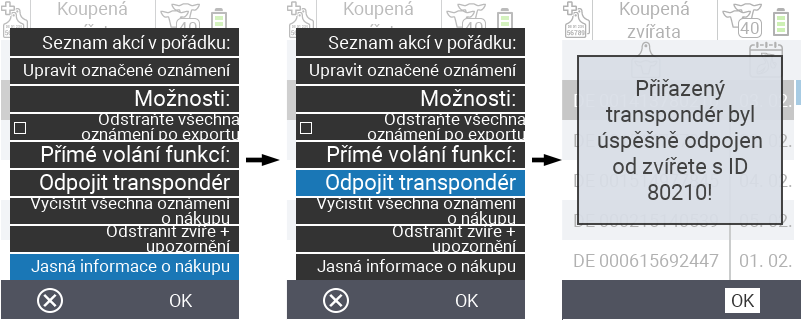 Koupená
40
Seznam akcí v pořádku:
Upravit označené oznámení
Možnosti:
Odstraňte všechna
oznámení po exportu
Přímé volání funkcí:
Odpojit transpondér
Vyčistit všechna oznámení
o nákupu
Odstranit zvíře +
upozornění
Jasná informace o nákupu
OK
Koupená
40
Seznam akcí v pořádku:
Upravit označené oznámení
Možnosti:
Odstraňte všechna
oznámení po exportu
Přímé volání funkcí:
Odpojit transpondér
Vyčistit všechna oznámení
o nákupu
Odstranit zvíře +
upozornění
Jasná informace o nákupu
OK
Koupená
zvířata
40
Přiřazený
transpondér byl
úspěšně odpojen
od zvířete s ID
80210!
DE 000615692447 01. 02.
OK